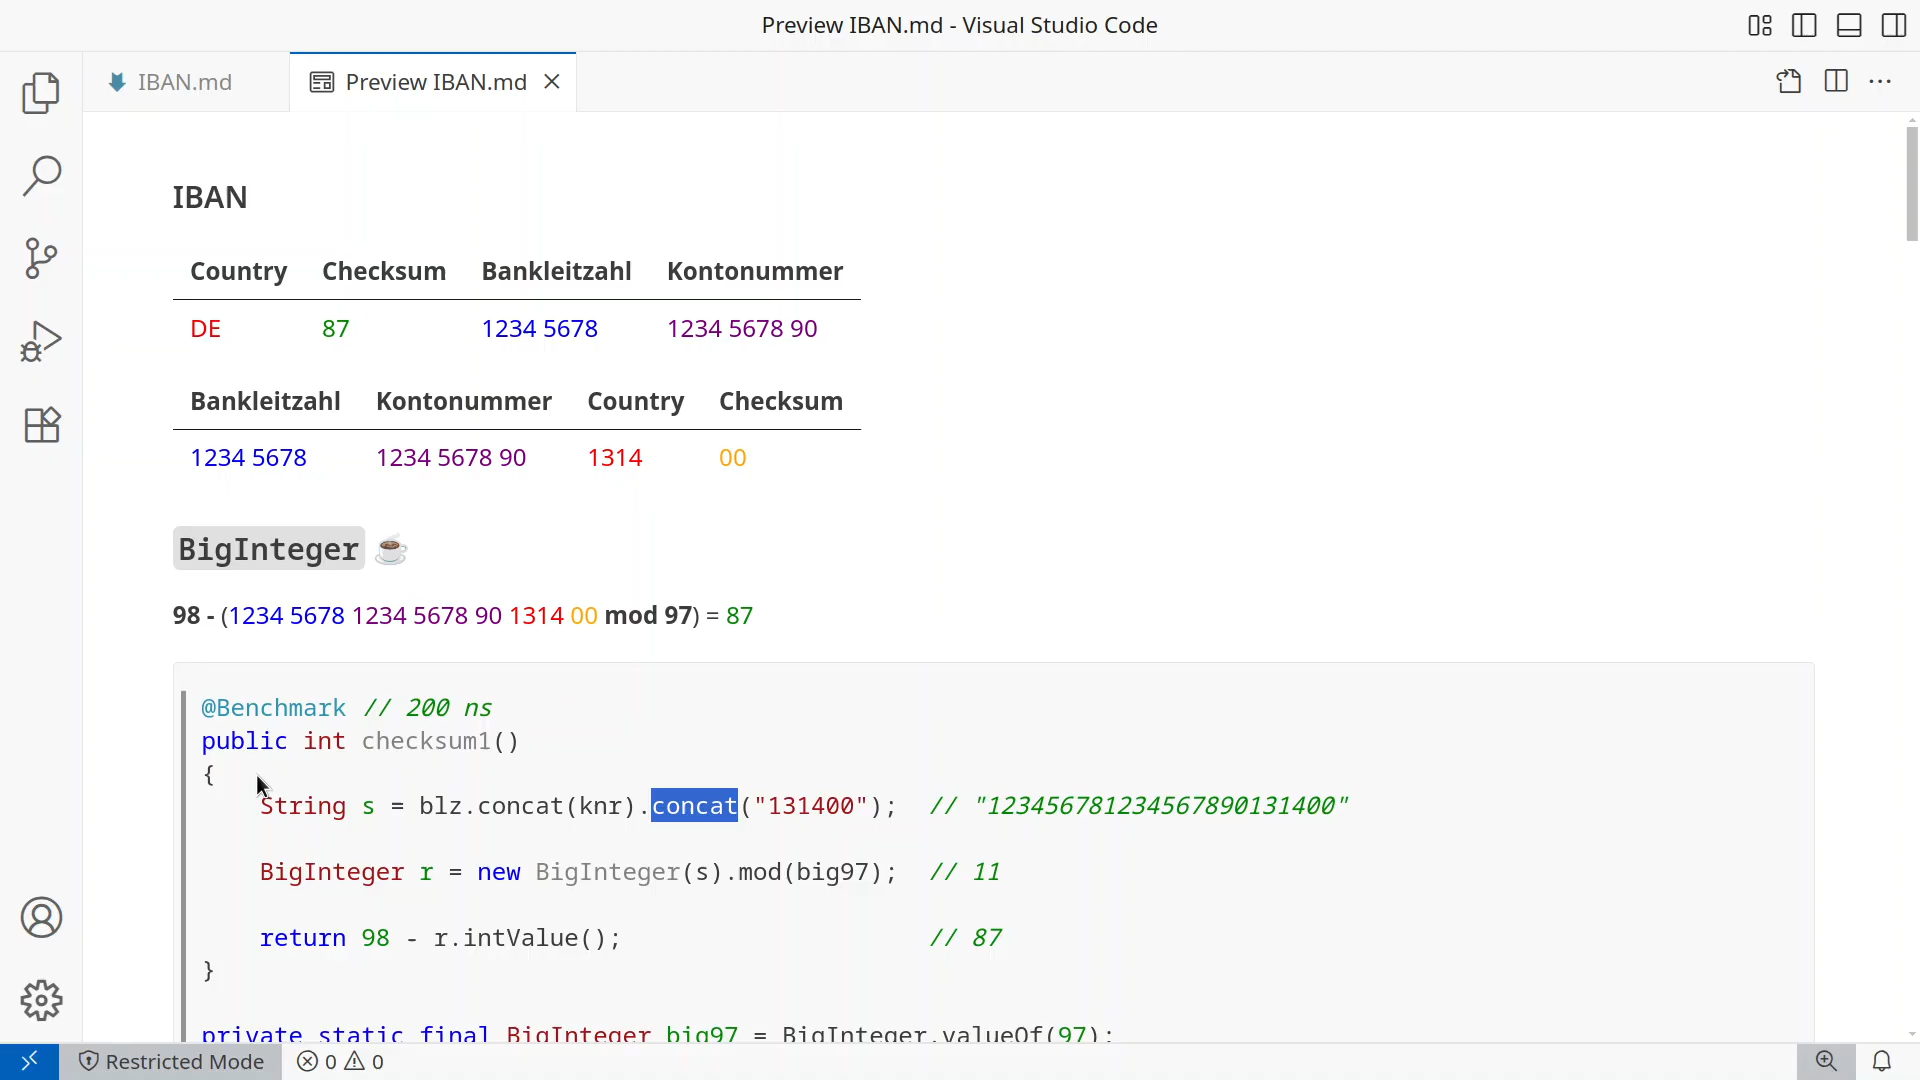 Preview IBAN.md - Visual Studio Code
IBAN.md
Preview IBAN.md
IBAN
Country Checksum Bankleitzahl Kontonummer
DE 87 1234 5678 1234 5678 90
Bankleitzahl Kontonummer Country Checksum
1234 5678 1234 5678 90 1314 00
BigInteger ☕
98 - (1234 5678 1234 5678 90 1314 00 mod 97) = 87
@Benchmark // 200 ns
public int checksum1()
{
String s = blz.concat(knr).concat("131400"); // "123456781234567890131400"
BigInteger r = new BigInteger(s).mod(big97); // 11
return 98 - r.intValue(); // 87
}
private static final BigInteger big97 = BigInteger.valueOf(97);
Restricted Mode 0 0